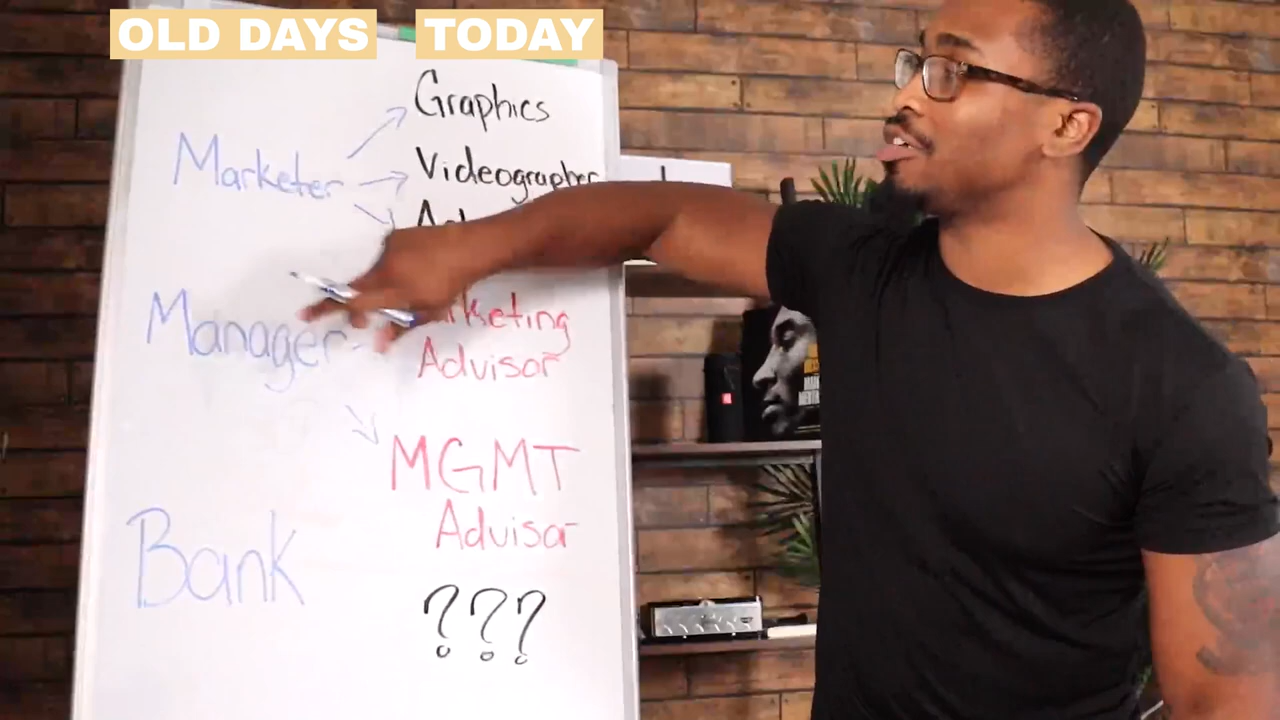 OLD DAYS
TODAY
Graphics
Marketer
Videographer
Manager
Advisor
MGMT
Advisor
Bank
???